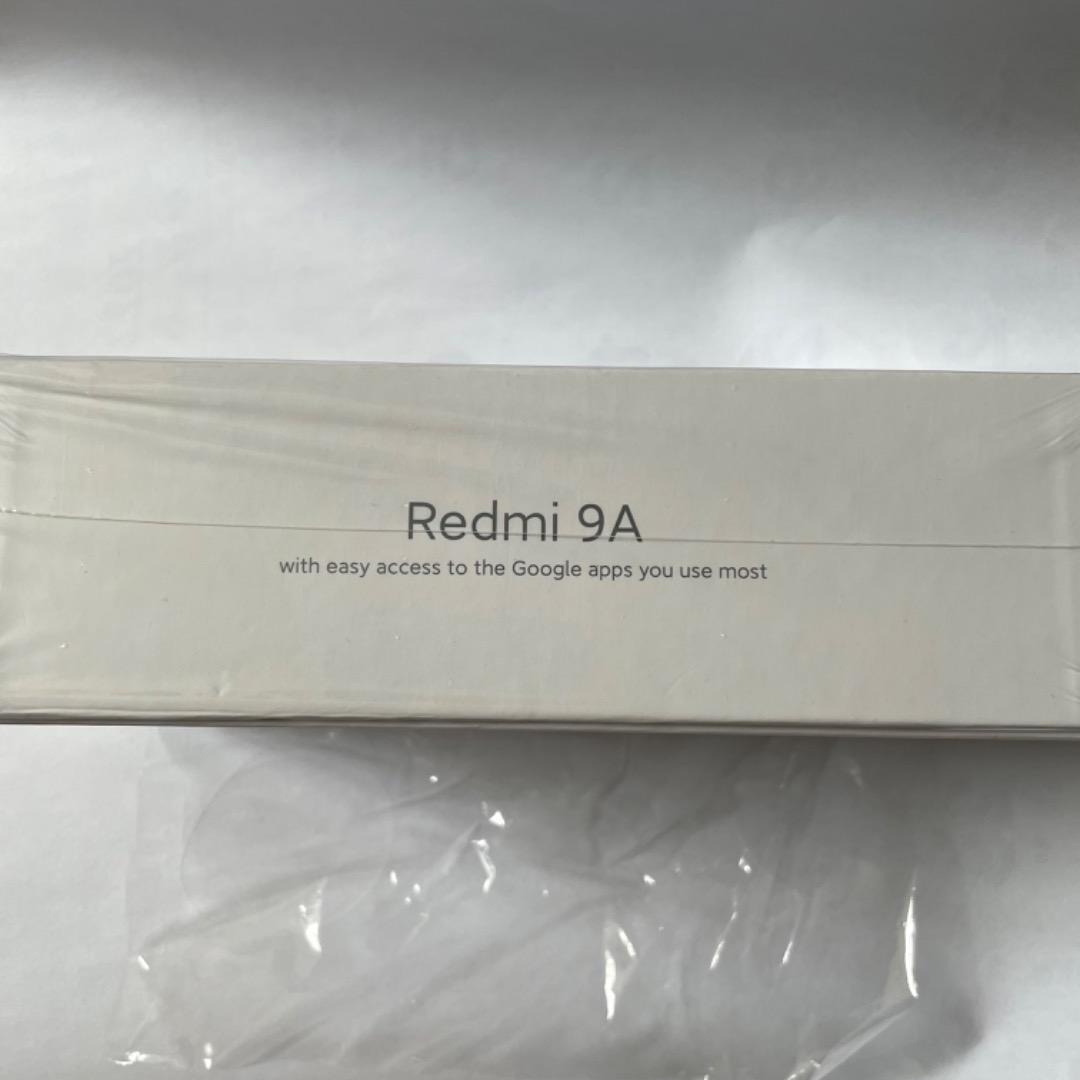 Redmi 9A
with easy access to the Google apps you use most